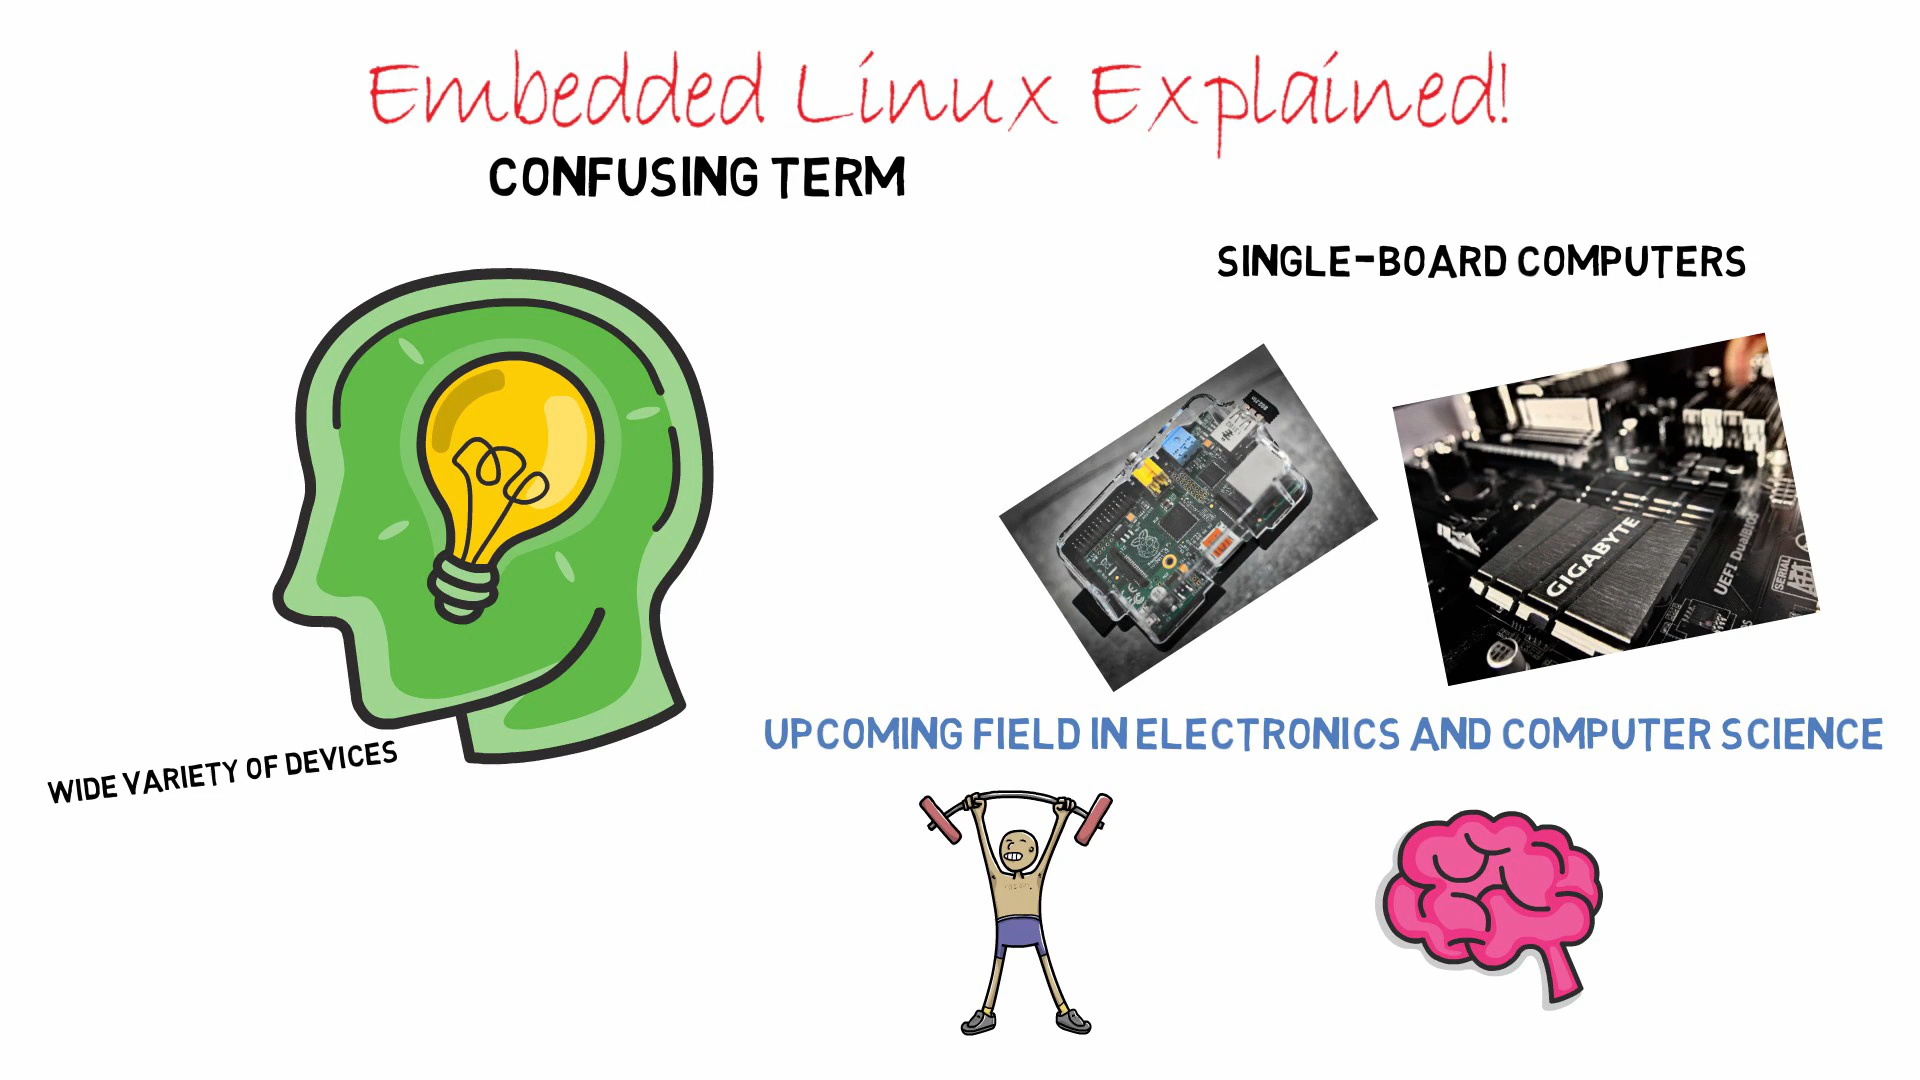 Embedded Linux Explained!
CONFUSING TERM
SINGLE-BOARD COMPUTERS
GIGABYTE
UEFI DualBIOS
SERIAL
UPCOMING FIELD IN ELECTRONICS AND COMPUTER SCIENCE
WIDE VARIETY OF DEVICES